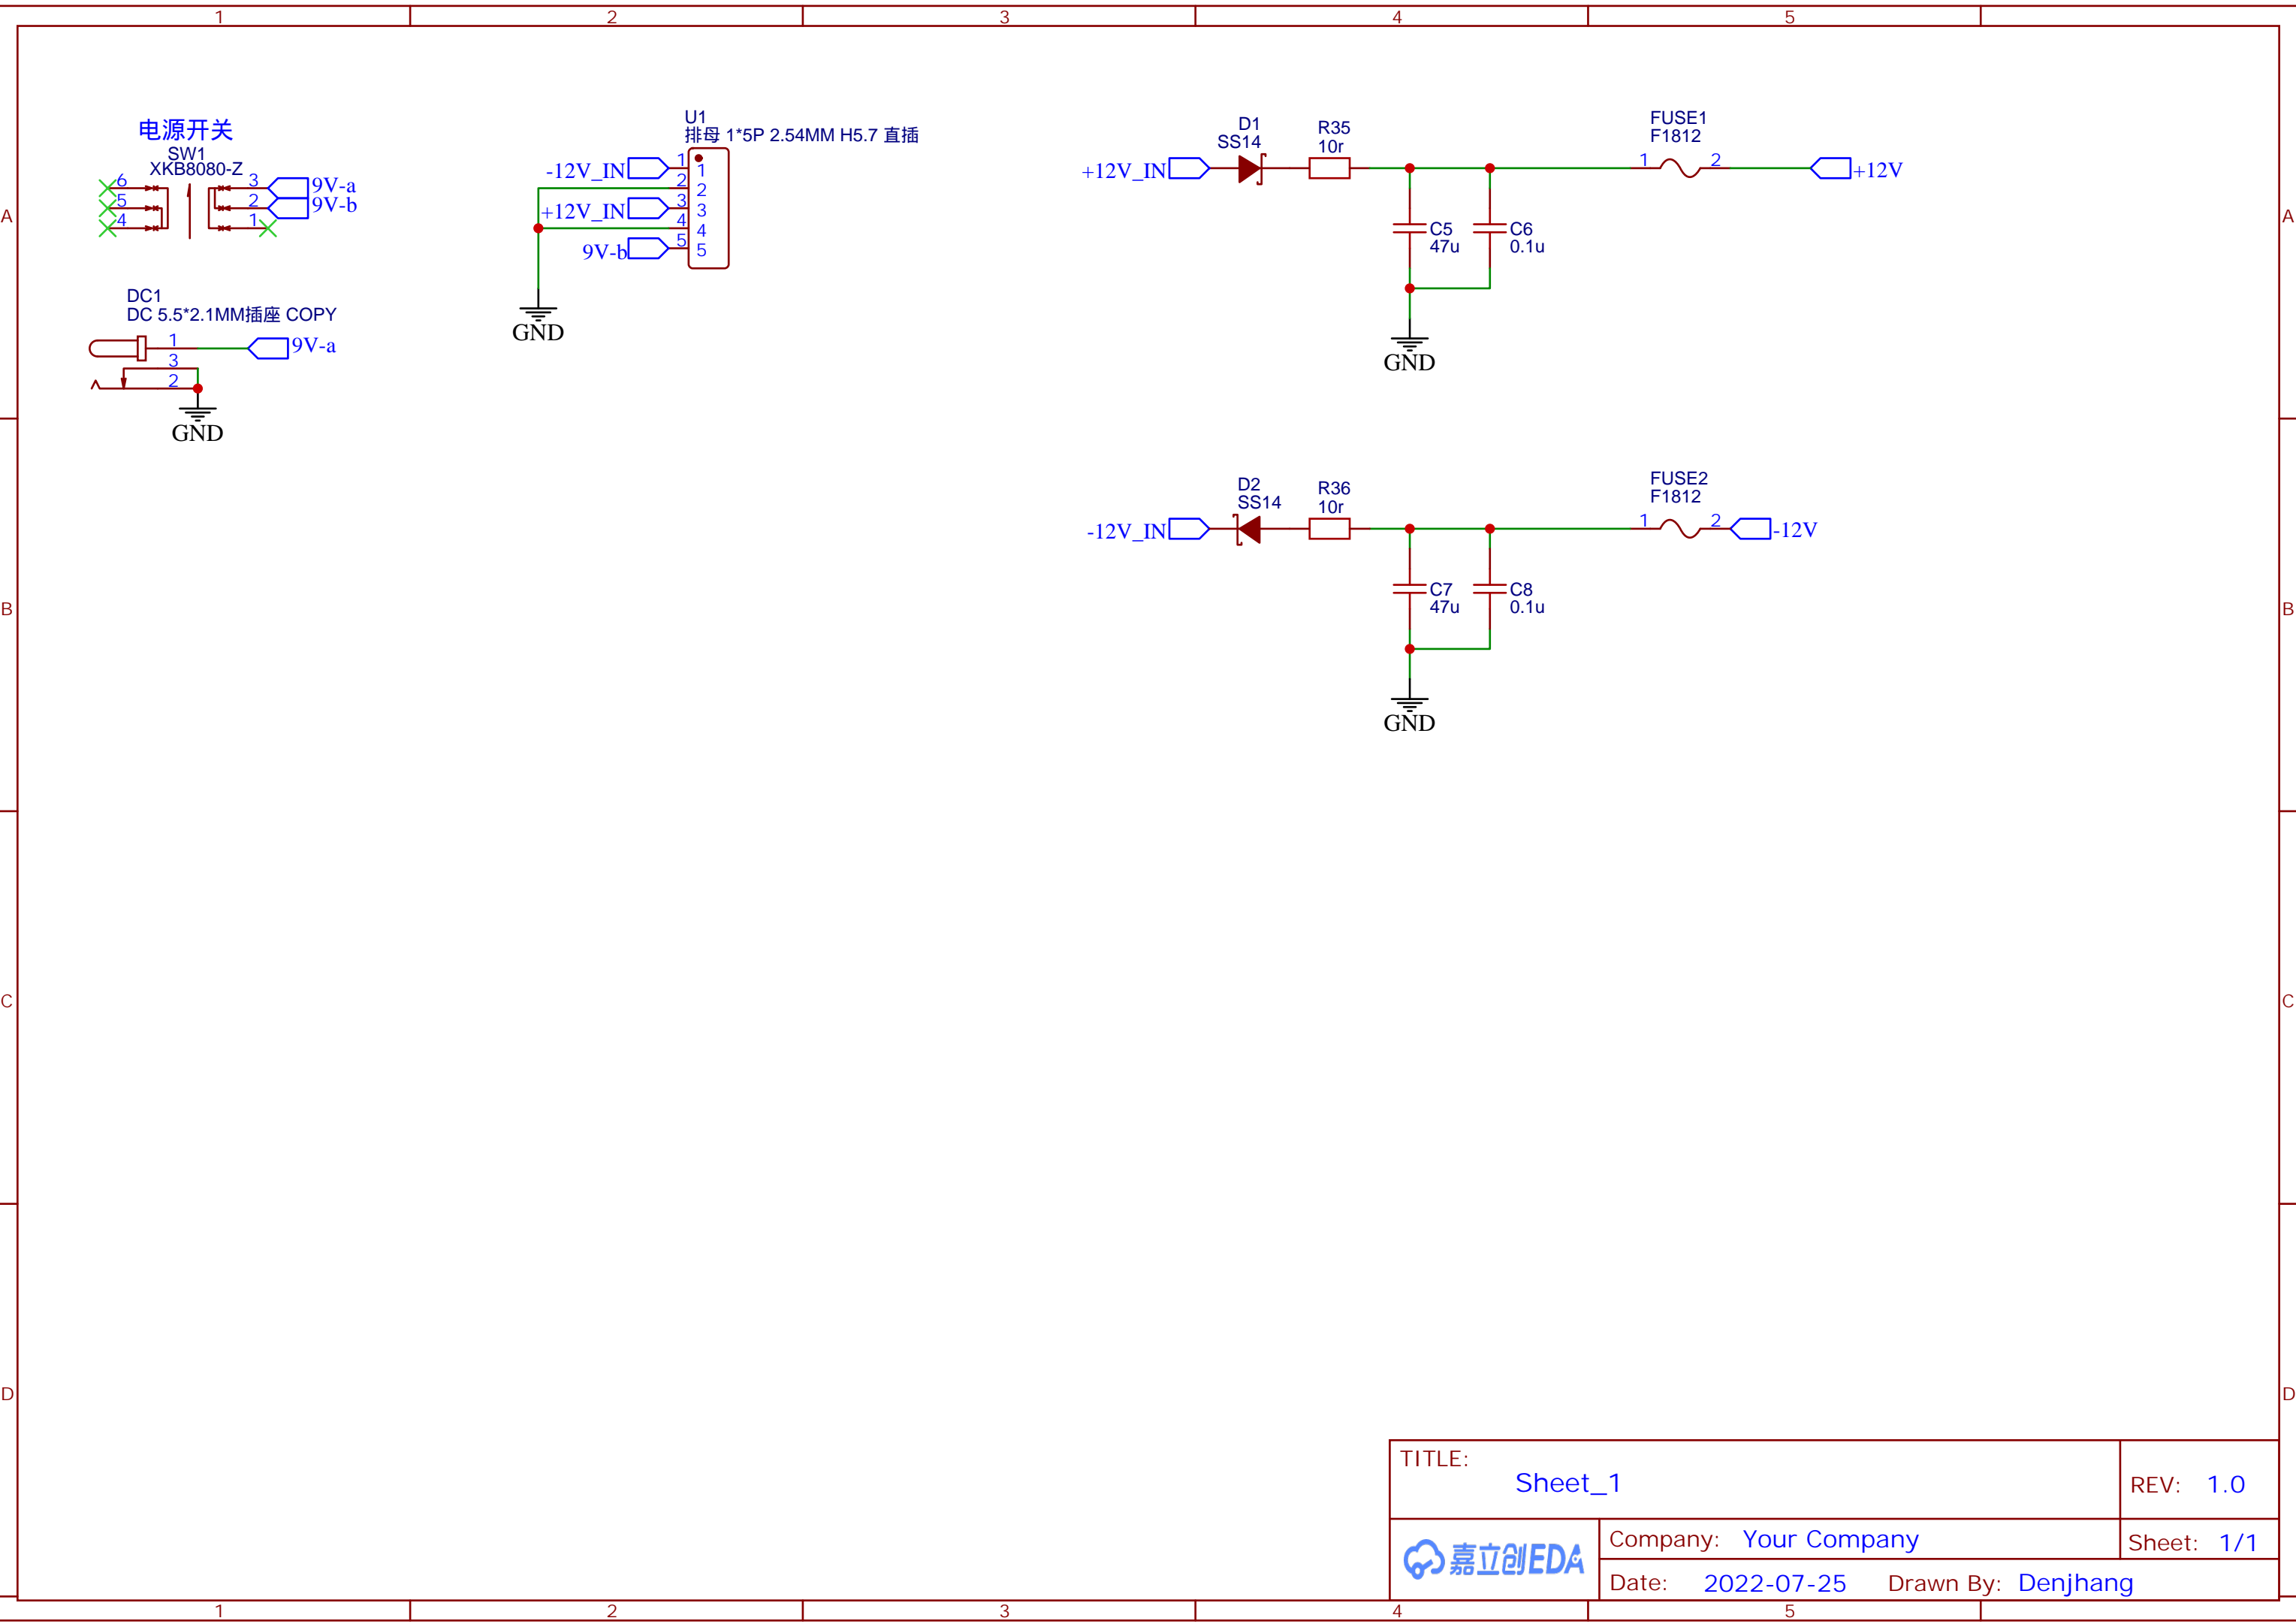 1 2 3 4 5
A A
B B
C C
D D
电源开关
SW1
XKB8080-Z
6
5
4
3
2
1
9V-a
9V-b
DC1
DC 5.5*2.1MM插座 COPY
1
3
2
9V-a
GND
U1
排母 1*5P 2.54MM H5.7 直插
-12V_IN 1 1
2 2
+12V_IN 3 3
4 4
9V-b 5 5
GND
D1
SS14
R35
10r
FUSE1
F1812
+12V_IN
1 2
+12V
C5
47u
C6
0.1u
GND
D2
SS14
R36
10r
FUSE2
F1812
-12V_IN
1 2
-12V
C7
47u
C8
0.1u
GND
TITLE:
Sheet_1
REV: 1.0
嘉立创EDA
Company: Your Company
Sheet: 1/1
Date: 2022-07-25
Drawn By: Denjhang
1 2 3 4 5